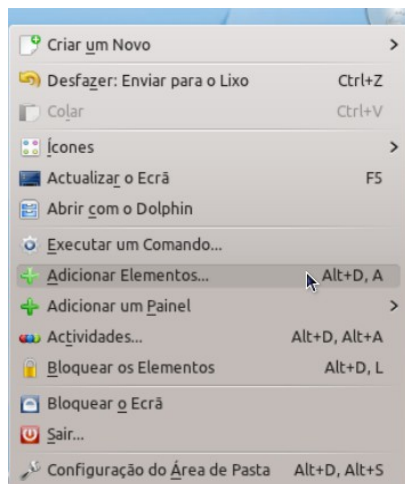 Criar um Novo
Desfazer: Enviar para o Lixo Ctrl+Z
Colar Ctrl+V
Ícones
Actualizar o Ecrã F5
Abrir com o Dolphin
Executar um Comando...
Adicionar Elementos... Alt+D, A
Adicionar um Painel
Actividades... Alt+D, Alt+A
Bloquear os Elementos Alt+D, L
Bloquear o Ecrã
Sair...
Configuração do Área de Pasta Alt+D, Alt+S